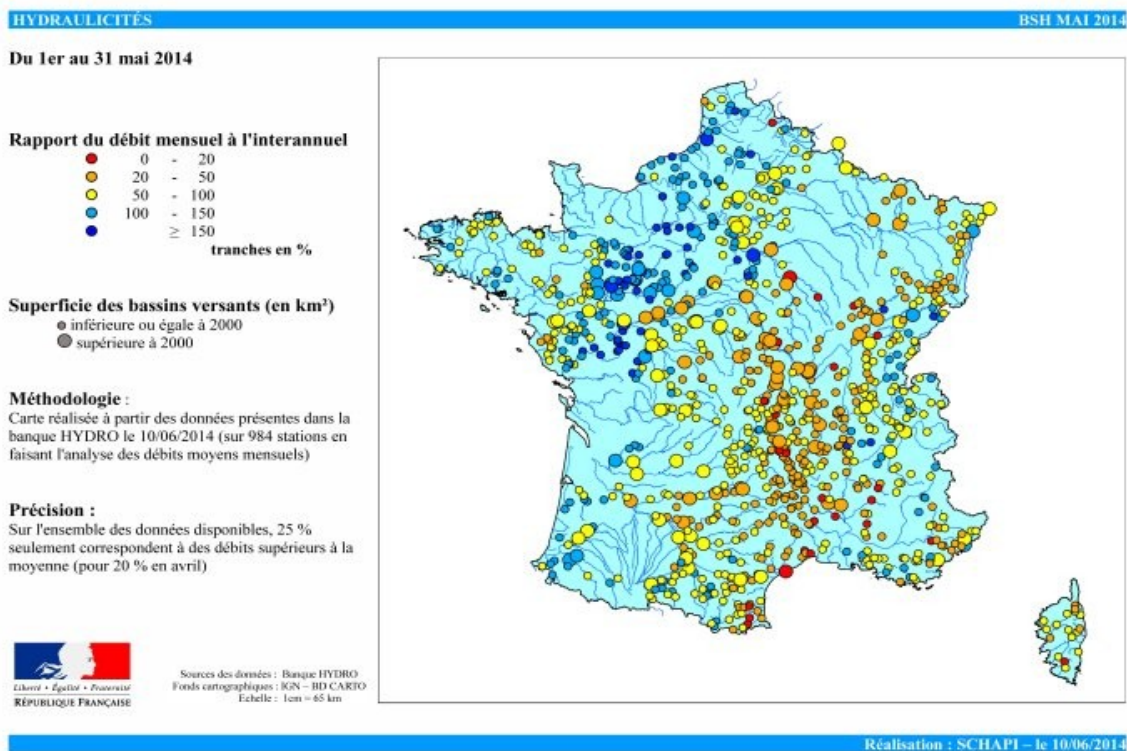 HYDRAULICITÉS
BSH MAI 2014
Du 1er au 31 mai 2014
Rapport du débit mensuel à l'interannuel
0 - 20
20 - 50
50 - 100
100 - 150
≥ 150
tranches en %
Superficie des bassins versants (en km²)
inférieure ou égale à 2000
supérieure à 2000
Méthodologie :
Carte réalisée à partir des données présentes dans la
banque HYDRO le 10/06/2014 (sur 984 stations en
faisant l'analyse des débits moyens mensuels)
Précision :
Sur l'ensemble des données disponibles, 25 %
seulement correspondent à des débits supérieurs à la
moyenne (pour 20 % en avril)
Liberté • Égalité • Fraternité
RÉPUBLIQUE FRANÇAISE
Sources des données : Banque HYDRO
Fonds cartographiques : IGN – BD CARTO
Echelle : 1cm = 65 km
Réalisation : SCHAPI – le 10/06/2014